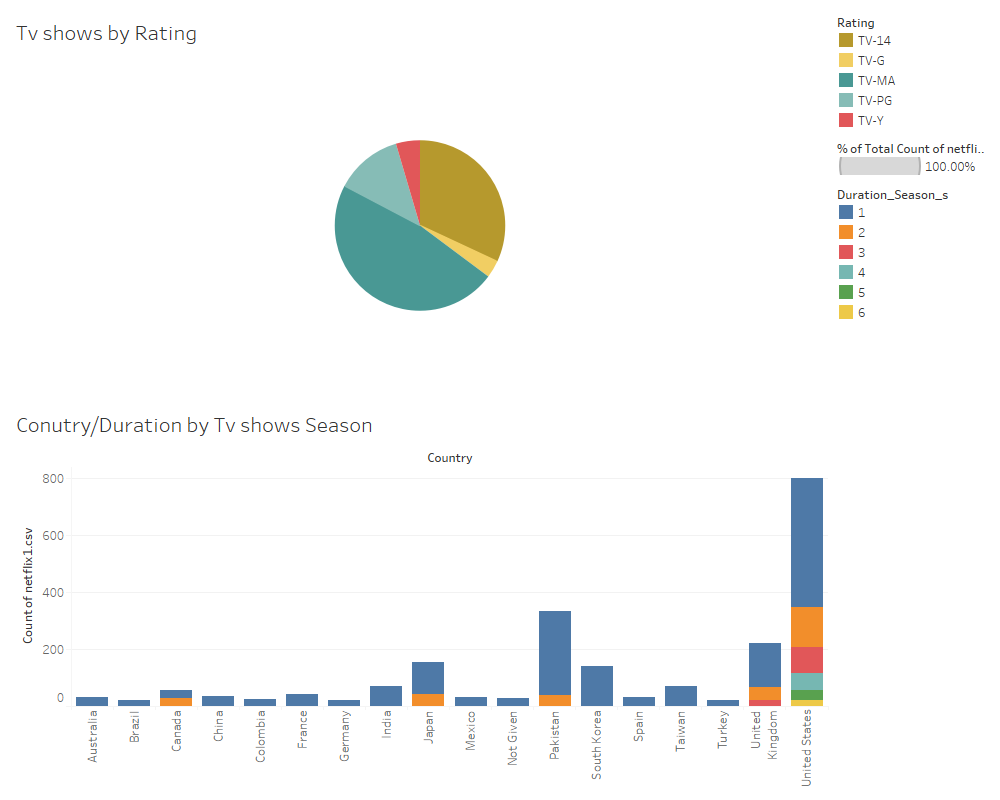 Tv shows by Rating
Rating
TV-14
TV-G
TV-MA
TV-PG
TV-Y
% of Total Count of netfli..
100.00%
Duration_Season_s
1
2
3
4
5
6
Conutry/Duration by Tv shows Season
Country
Count of netflix1.csv
800
600
400
200
0
Australia
Brazil
Canada
China
Colombia
France
Germany
India
Japan
Mexico
Not Given
Pakistan
South Korea
Spain
Taiwan
Turkey
United
Kingdom
United States